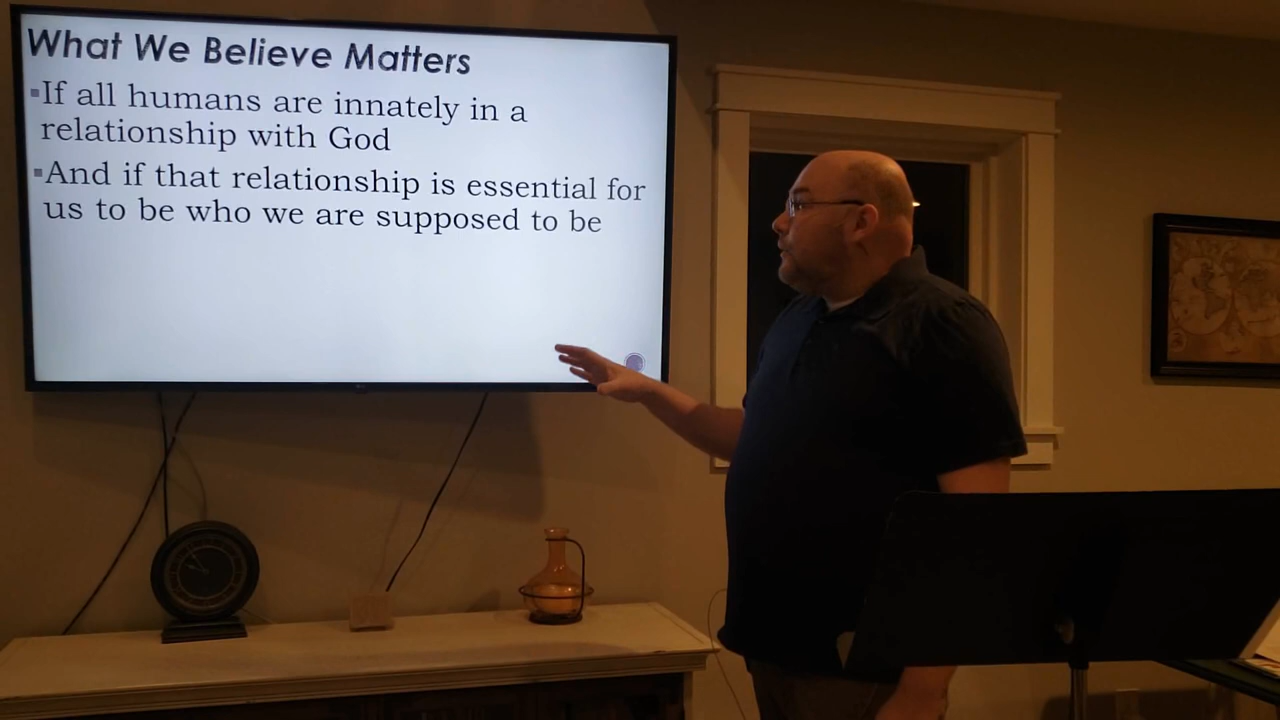 What We Believe Matters
▪If all humans are innately in a
relationship with God
▪And if that relationship is essential for
us to be who we are supposed to be